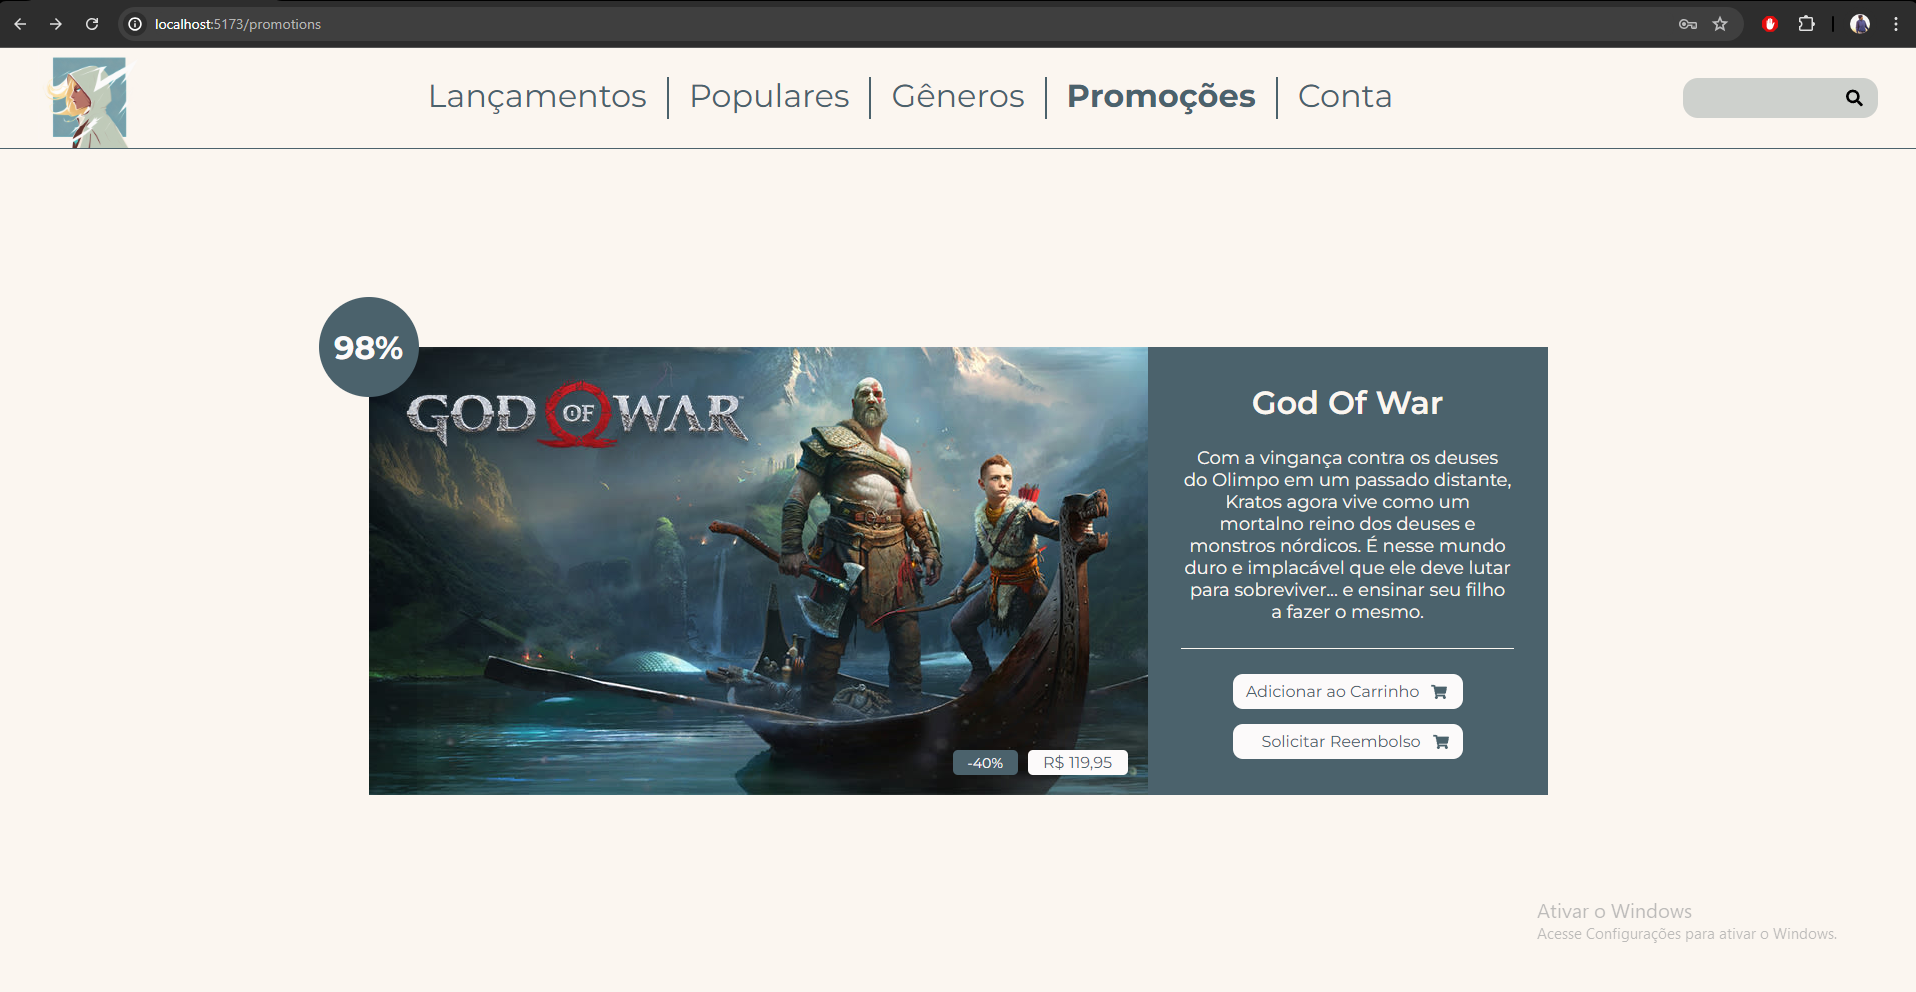 localhost:5173/promotions
Lançamentos
Populares
Gêneros
Promoções
Conta
98%
GOD OF WAR
-40%
R$ 119,95
God Of War
Com a vingança contra os deuses
do Olimpo em um passado distante,
Kratos agora vive como um
mortalno reino dos deuses e
monstros nórdicos. É nesse mundo
duro e implacável que ele deve lutar
para sobreviver... e ensinar seu filho
a fazer o mesmo.
Adicionar ao Carrinho
Solicitar Reembolso
Ativar o Windows
Acesse Configurações para ativar o Windows.